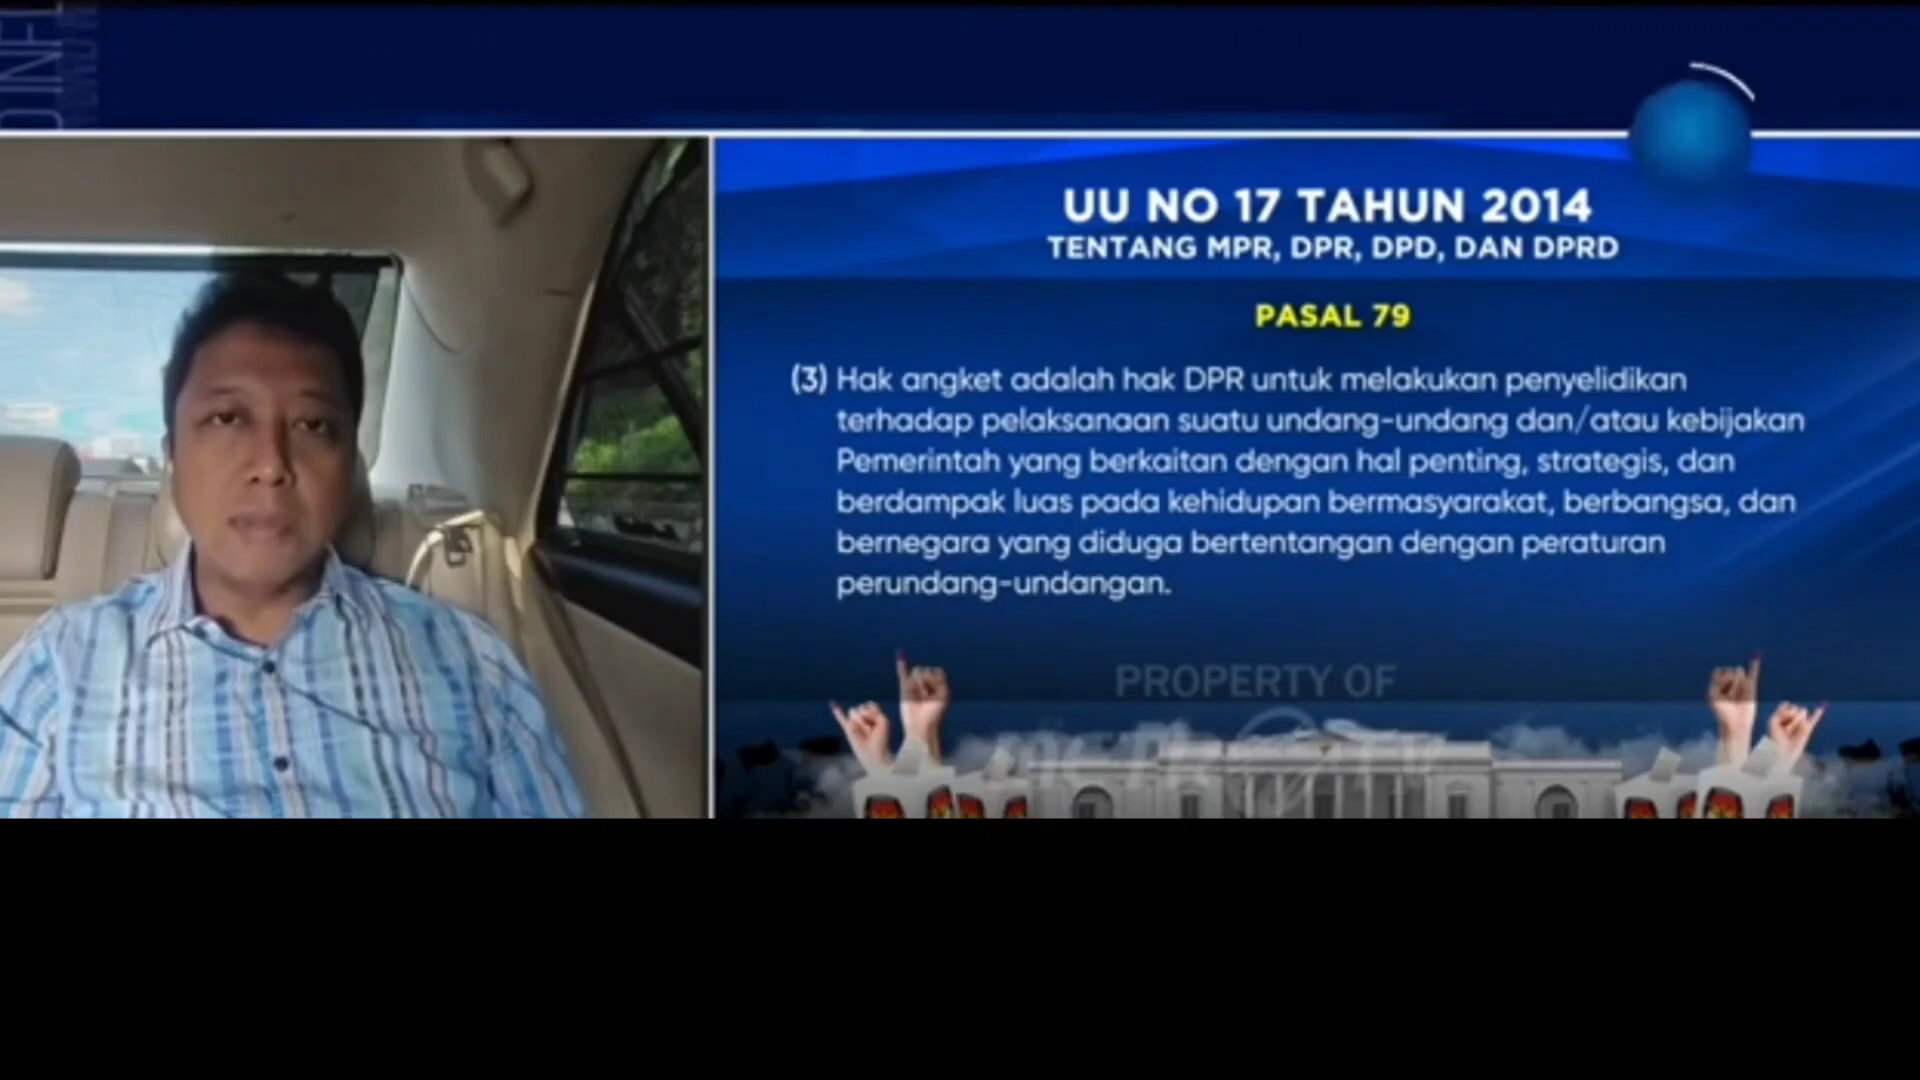 UU NO 17 TAHUN 2014
TENTANG MPR, DPR, DPD, DAN DPRD
PASAL 79
(3) Hak angket adalah hak DPR untuk melakukan penyelidikan
terhadap pelaksanaan suatu undang-undang dan/atau kebijakan
Pemerintah yang berkaitan dengan hal penting, strategis, dan
berdampak luas pada kehidupan bermasyarakat, berbangsa, dan
bernegara yang diduga bertentangan dengan peraturan
perundang-undangan.
PROPERTY OF
METRO TV